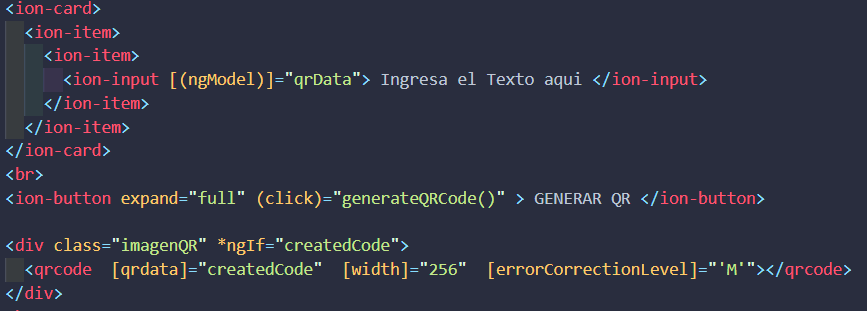 <ion-card>
<ion-item>
<ion-item>
<ion-input [(ngModel)]="qrData"> Ingresa el Texto aqui </ion-input>
</ion-item>
</ion-item>
</ion-card>
<br>
<ion-button expand="full" (click)="generateQRCode()" > GENERAR QR </ion-button>
<div class="imagenQR" *ngIf="createdCode">
<qrcode  [qrdata]="createdCode"  [width]="256"  [errorCorrectionLevel]="'M'"></qrcode>
</div>